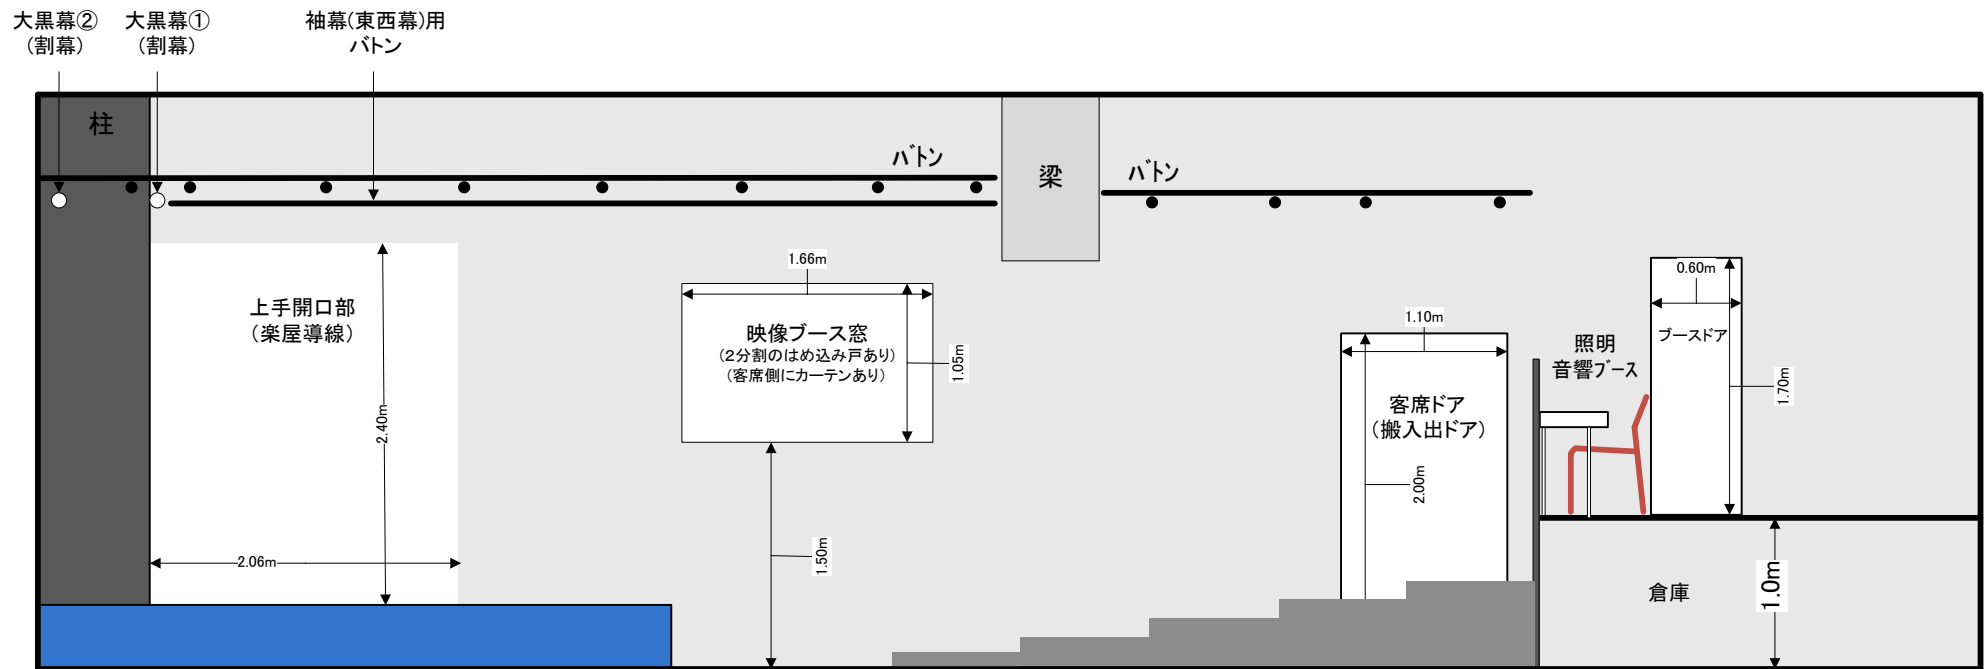 大黒幕②
(割幕)
大黒幕①
(割幕)
袖幕(東西幕)用
バトン
柱
バトン
梁
バトン
1.66m
0.60m
上手開口部
(楽屋導線)
映像ブース窓
(2分割のはめ込み戸あり)
(客席側にカーテンあり)
1.05m
1.10m
照明
音響ブース
ブースドア
1.70m
2.40m
客席ドア
(搬入出ドア)
2.00m
2.06m
1.50m
倉庫
1.0m